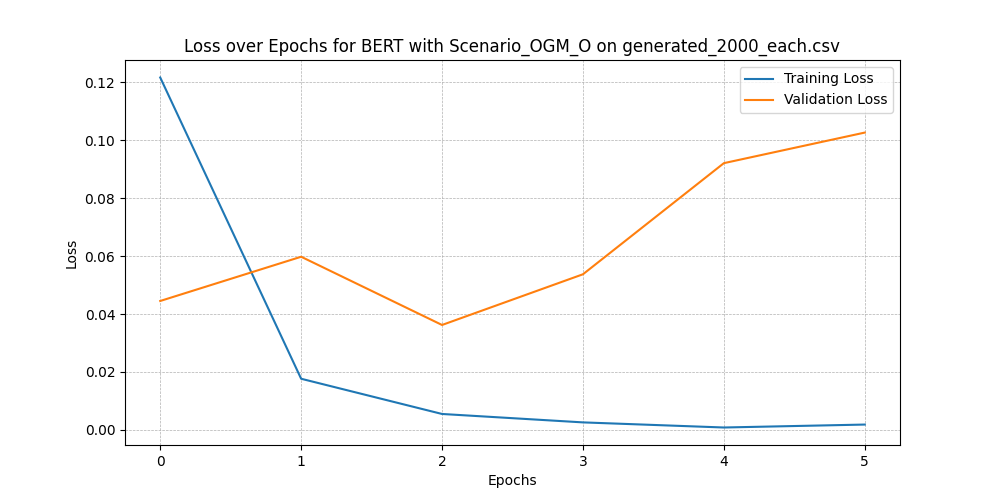 Loss over Epochs for BERT with Scenario_OGM_O on generated_2000_each.csv
Training Loss
Validation Loss
0.12
0.10
0.08
0.06
0.04
0.02
0.00
Loss
0 1 2 3 4 5
Epochs